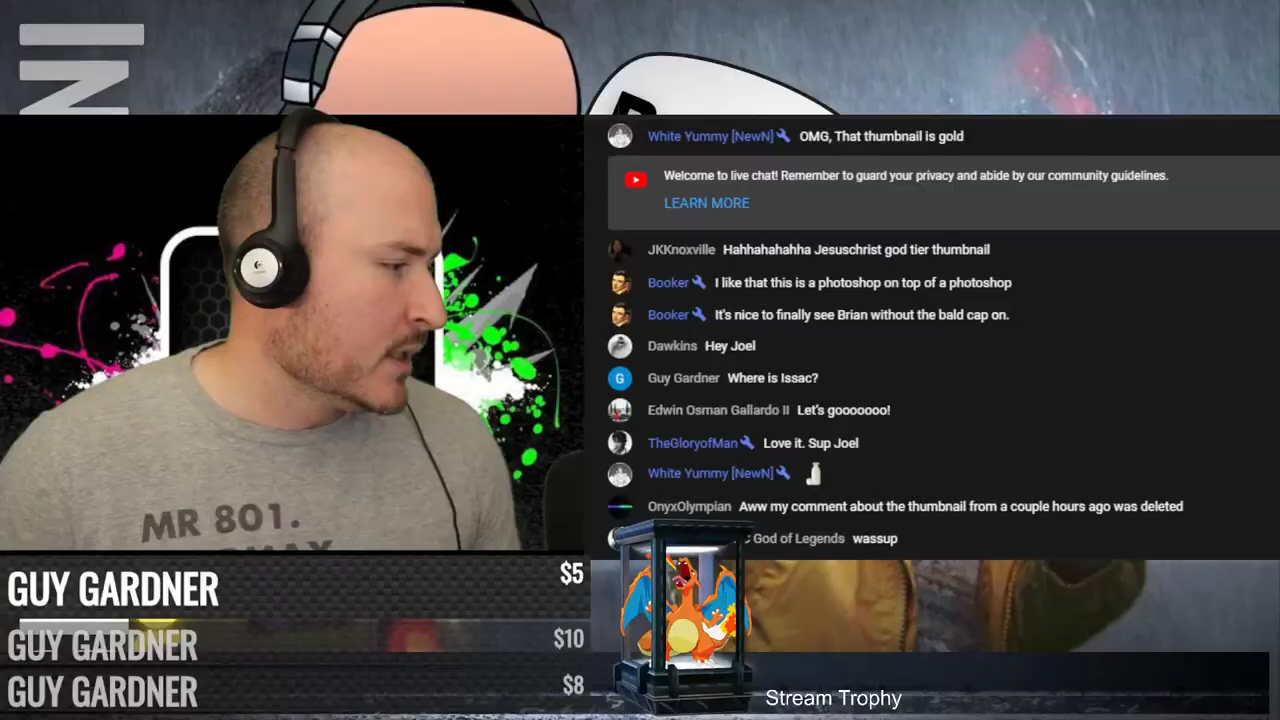 NI
White Yummy [NewN] OMG, That thumbnail is gold
Welcome to live chat! Remember to guard your privacy and abide by our community guidelines.
LEARN MORE
JKKnoxville Hahhahahahha Jesuschrist god tier thumbnail
Booker I like that this is a photoshop on top of a photoshop
Booker It's nice to finally see Brian without the bald cap on.
Dawkins Hey Joel
G Guy Gardner Where is Issac?
Edwin Osman Gallardo II Let's gooooooo!
TheGloryofMan Love it. Sup Joel
White Yummy [NewN]
OnyxOlympian Aww my comment about the thumbnail from a couple hours ago was deleted
God of Legends wassup
MR 801.
GUY GARDNER $5
GUY GARDNER $10
GUY GARDNER $8
Stream Trophy